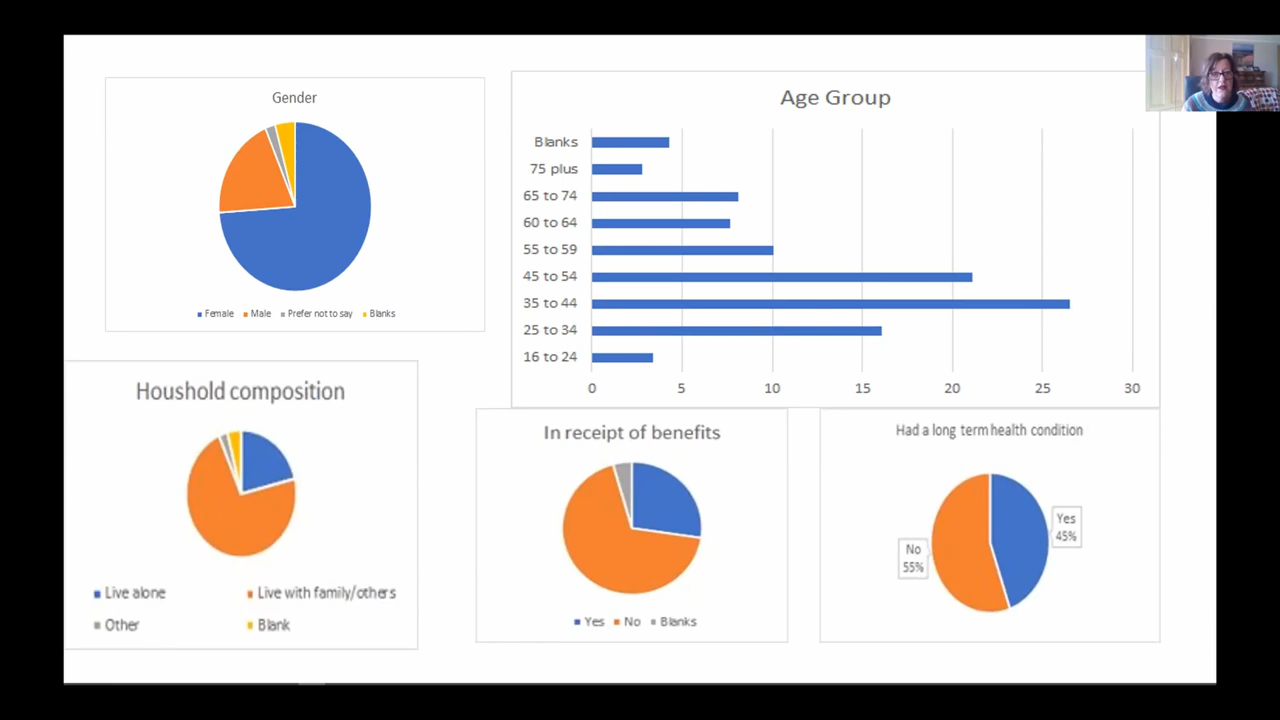 Gender
Female Male Prefer not to say Blanks
Age Group
Blanks
75 plus
65 to 74
60 to 64
55 to 59
45 to 54
35 to 44
25 to 34
16 to 24
0 5 10 15 20 25 30
Houshold composition
Live alone Live with family/others
Other Blank
In receipt of benefits
Yes No Blanks
Had a long term health condition
Yes
45%
No
55%